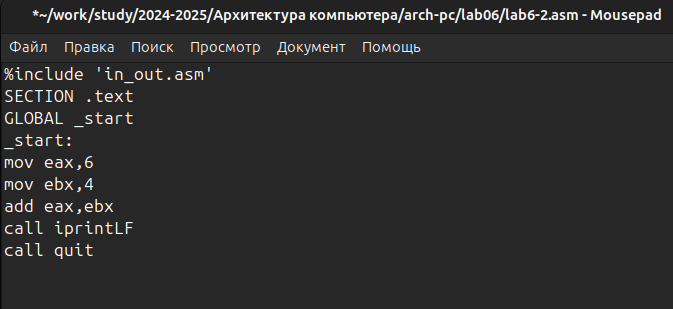 *~/work/study/2024-2025/Архитектура компьютера/arch-pc/lab06/lab6-2.asm - Mousepad
Файл Правка Поиск Просмотр Документ Помощь
%include 'in_out.asm'
SECTION .text
GLOBAL _start
_start:
mov eax,6
mov ebx,4
add eax,ebx
call iprintLF
call quit